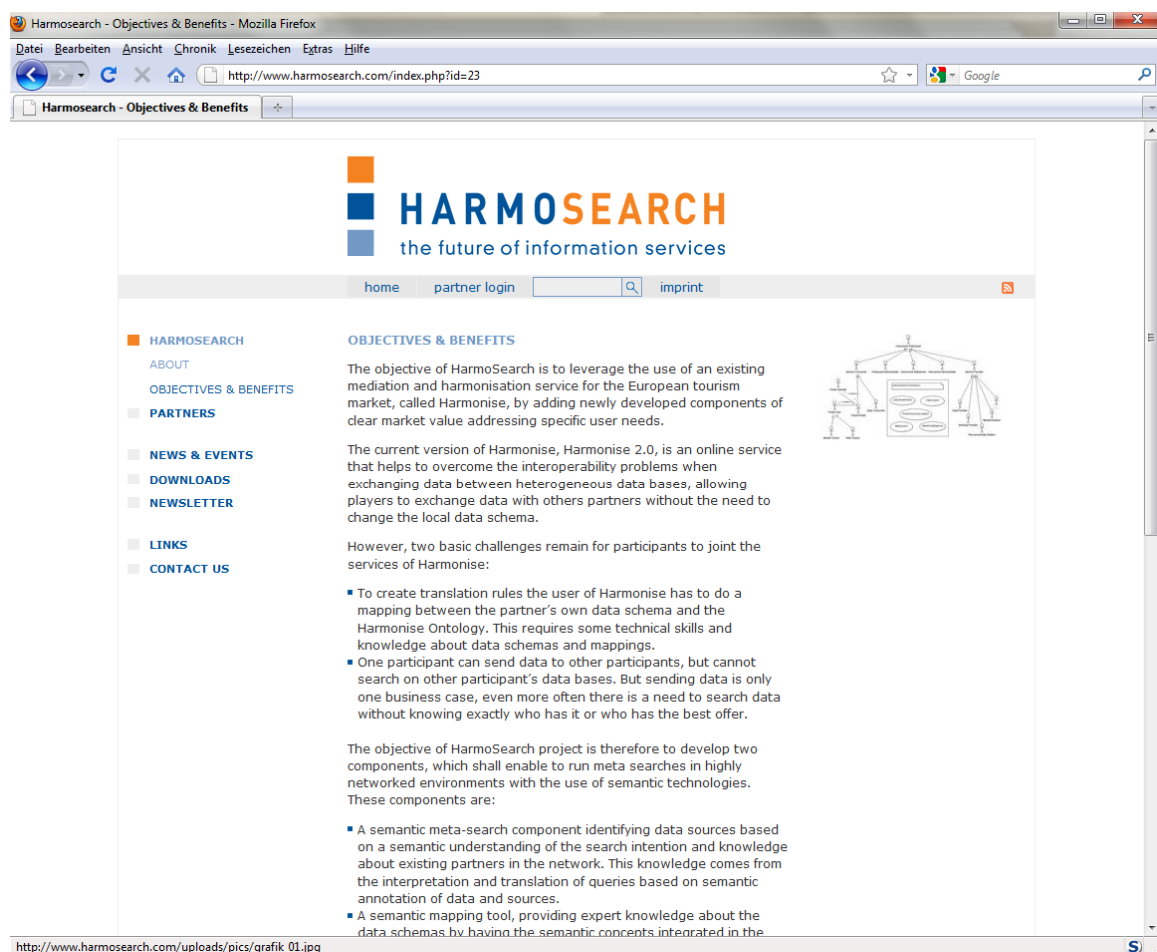 Harmosearch - Objectives & Benefits - Mozilla Firefox
Datei Bearbeiten Ansicht Chronik Lesezeichen Extras Hilfe
http://www.harmosearch.com/index.php?id=23
Google
Harmosearch - Objectives & Benefits
HARMOSEARCH
the future of information services
home partner login imprint
HARMOSEARCH
ABOUT
OBJECTIVES & BENEFITS
PARTNERS
NEWS & EVENTS
DOWNLOADS
NEWSLETTER
LINKS
CONTACT US
OBJECTIVES & BENEFITS
The objective of HarmoSearch is to leverage the use of an existing
mediation and harmonisation service for the European tourism
market, called Harmonise, by adding newly developed components of
clear market value addressing specific user needs.
The current version of Harmonise, Harmonise 2.0, is an online service
that helps to overcome the interoperability problems when
exchanging data between heterogeneous data bases, allowing
players to exchange data with others partners without the need to
change the local data schema.
However, two basic challenges remain for participants to joint the
services of Harmonise:
To create translation rules the user of Harmonise has to do a
mapping between the partner´s own data schema and the
Harmonise Ontology. This requires some technical skills and
knowledge about data schemas and mappings.
One participant can send data to other participants, but cannot
search on other participant´s data bases. But sending data is only
one business case, even more often there is a need to search data
without knowing exactly who has it or who has the best offer.
The objective of HarmoSearch project is therefore to develop two
components, which shall enable to run meta searches in highly
networked environments with the use of semantic technologies.
These components are:
A semantic meta-search component identifying data sources based
on a semantic understanding of the search intention and knowledge
about existing partners in the network. This knowledge comes from
the interpretation and translation of queries based on semantic
annotation of data and sources.
A semantic mapping tool, providing expert knowledge about the
data schemas by having the semantic concepts integrated in the
http://www.harmosearch.com/uploads/pics/grafik_01.jpg